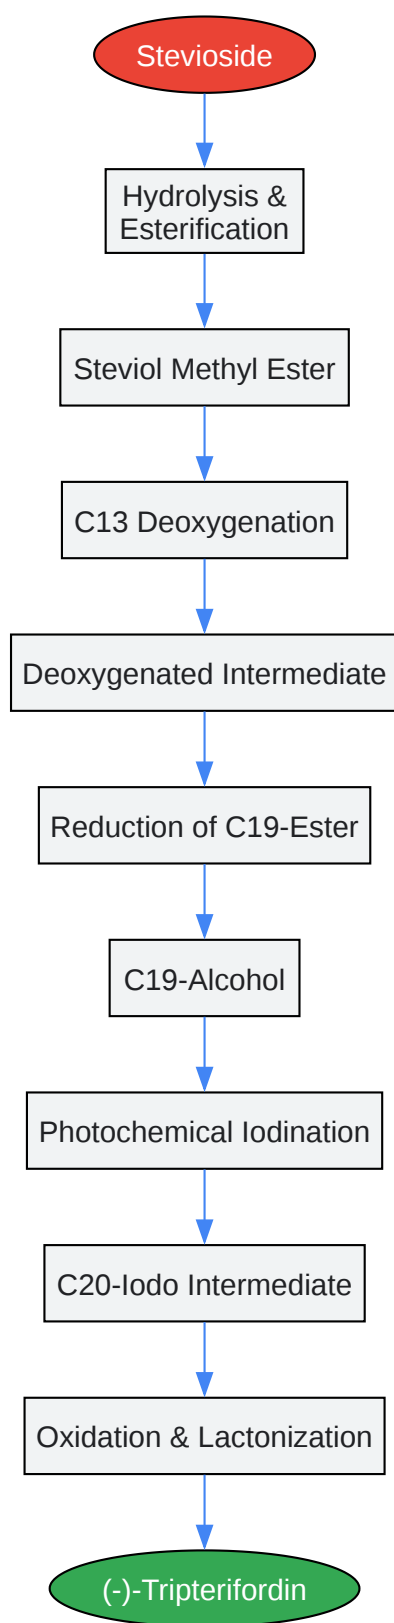 Stevioside
Hydrolysis &
Esterification
Steviol Methyl Ester
C13 Deoxygenation
Deoxygenated Intermediate
Reduction of C19-Ester
C19-Alcohol
Photochemical Iodination
C20-Iodo Intermediate
Oxidation & Lactonization
(-)-Tripterifordin